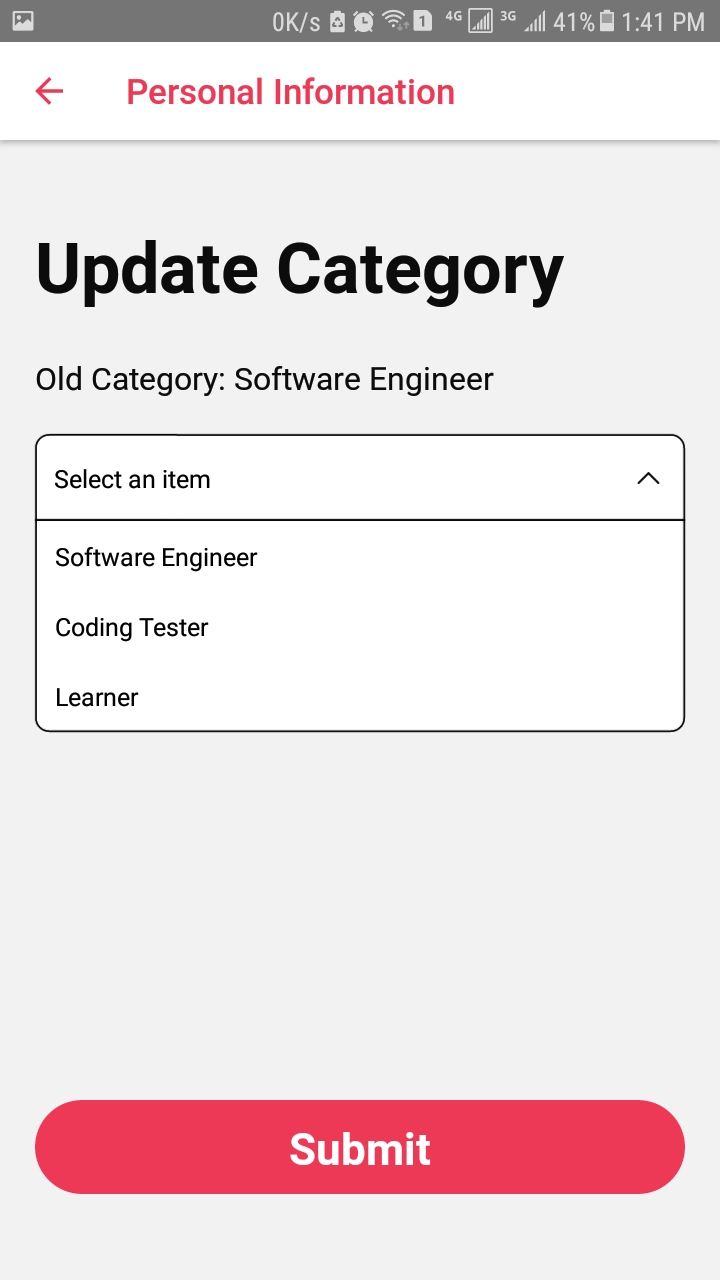 0K/s 1 4G 3G 41% 1:41 PM
Personal Information
Update Category
Old Category: Software Engineer
Select an item
Software Engineer
Coding Tester
Learner
Submit